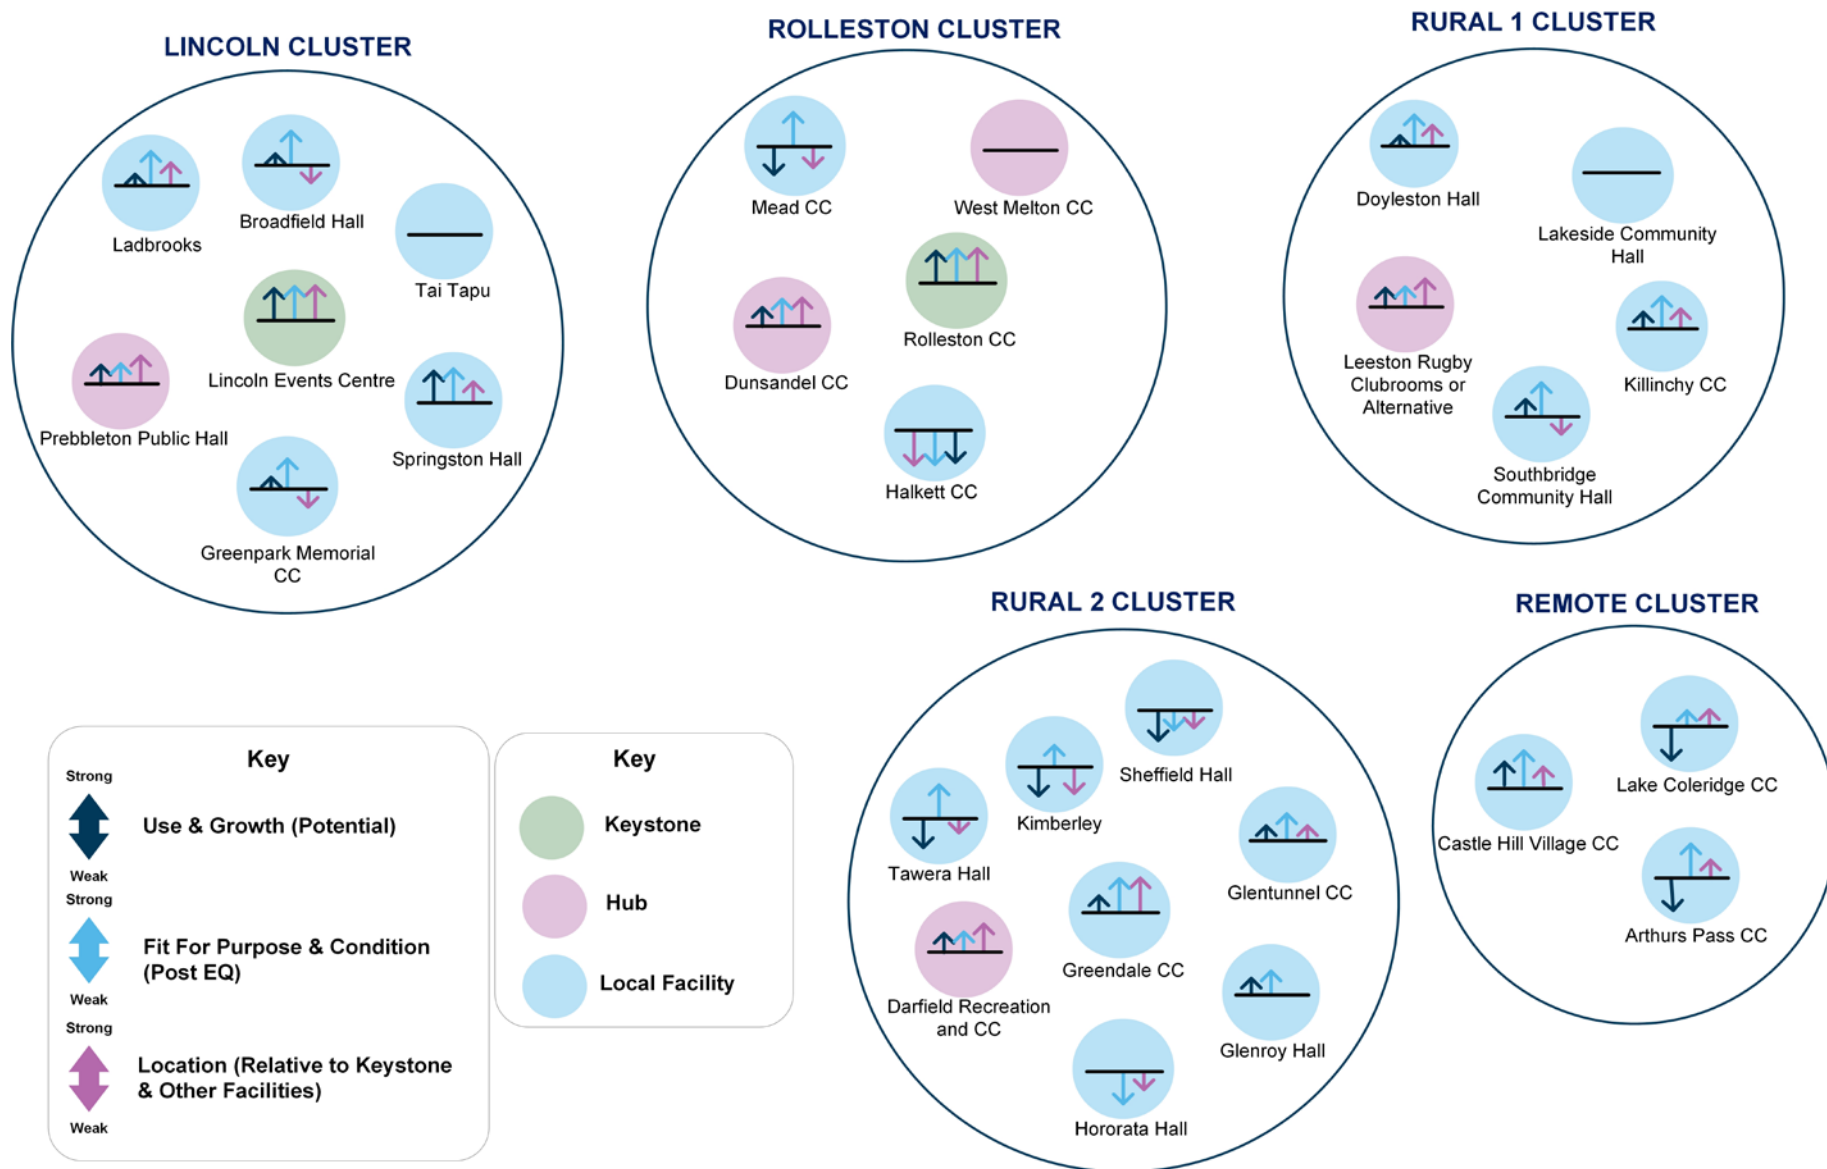 LINCOLN CLUSTER
Ladbrooks
Broadfield Hall
Tai Tapu
Lincoln Events Centre
Prebbleton Public Hall
Springston Hall
Greenpark Memorial
CC
ROLLESTON CLUSTER
Mead CC
West Melton CC
Rolleston CC
Dunsandel CC
Halkett CC
RURAL 1 CLUSTER
Doyleston Hall
Lakeside Community
Hall
Leeston Rugby
Clubrooms or
Alternative
Killinchy CC
Southbridge
Community Hall
RURAL 2 CLUSTER
Sheffield Hall
Kimberley
Tawera Hall
Glentunnel CC
Greendale CC
Darfield Recreation
and CC
Glenroy Hall
Hororata Hall
REMOTE CLUSTER
Lake Coleridge CC
Castle Hill Village CC
Arthurs Pass CC
Key
Strong
Use & Growth (Potential)
Weak
Strong
Fit For Purpose & Condition
(Post EQ)
Weak
Strong
Location (Relative to Keystone
& Other Facilities)
Weak
Key
Keystone
Hub
Local Facility